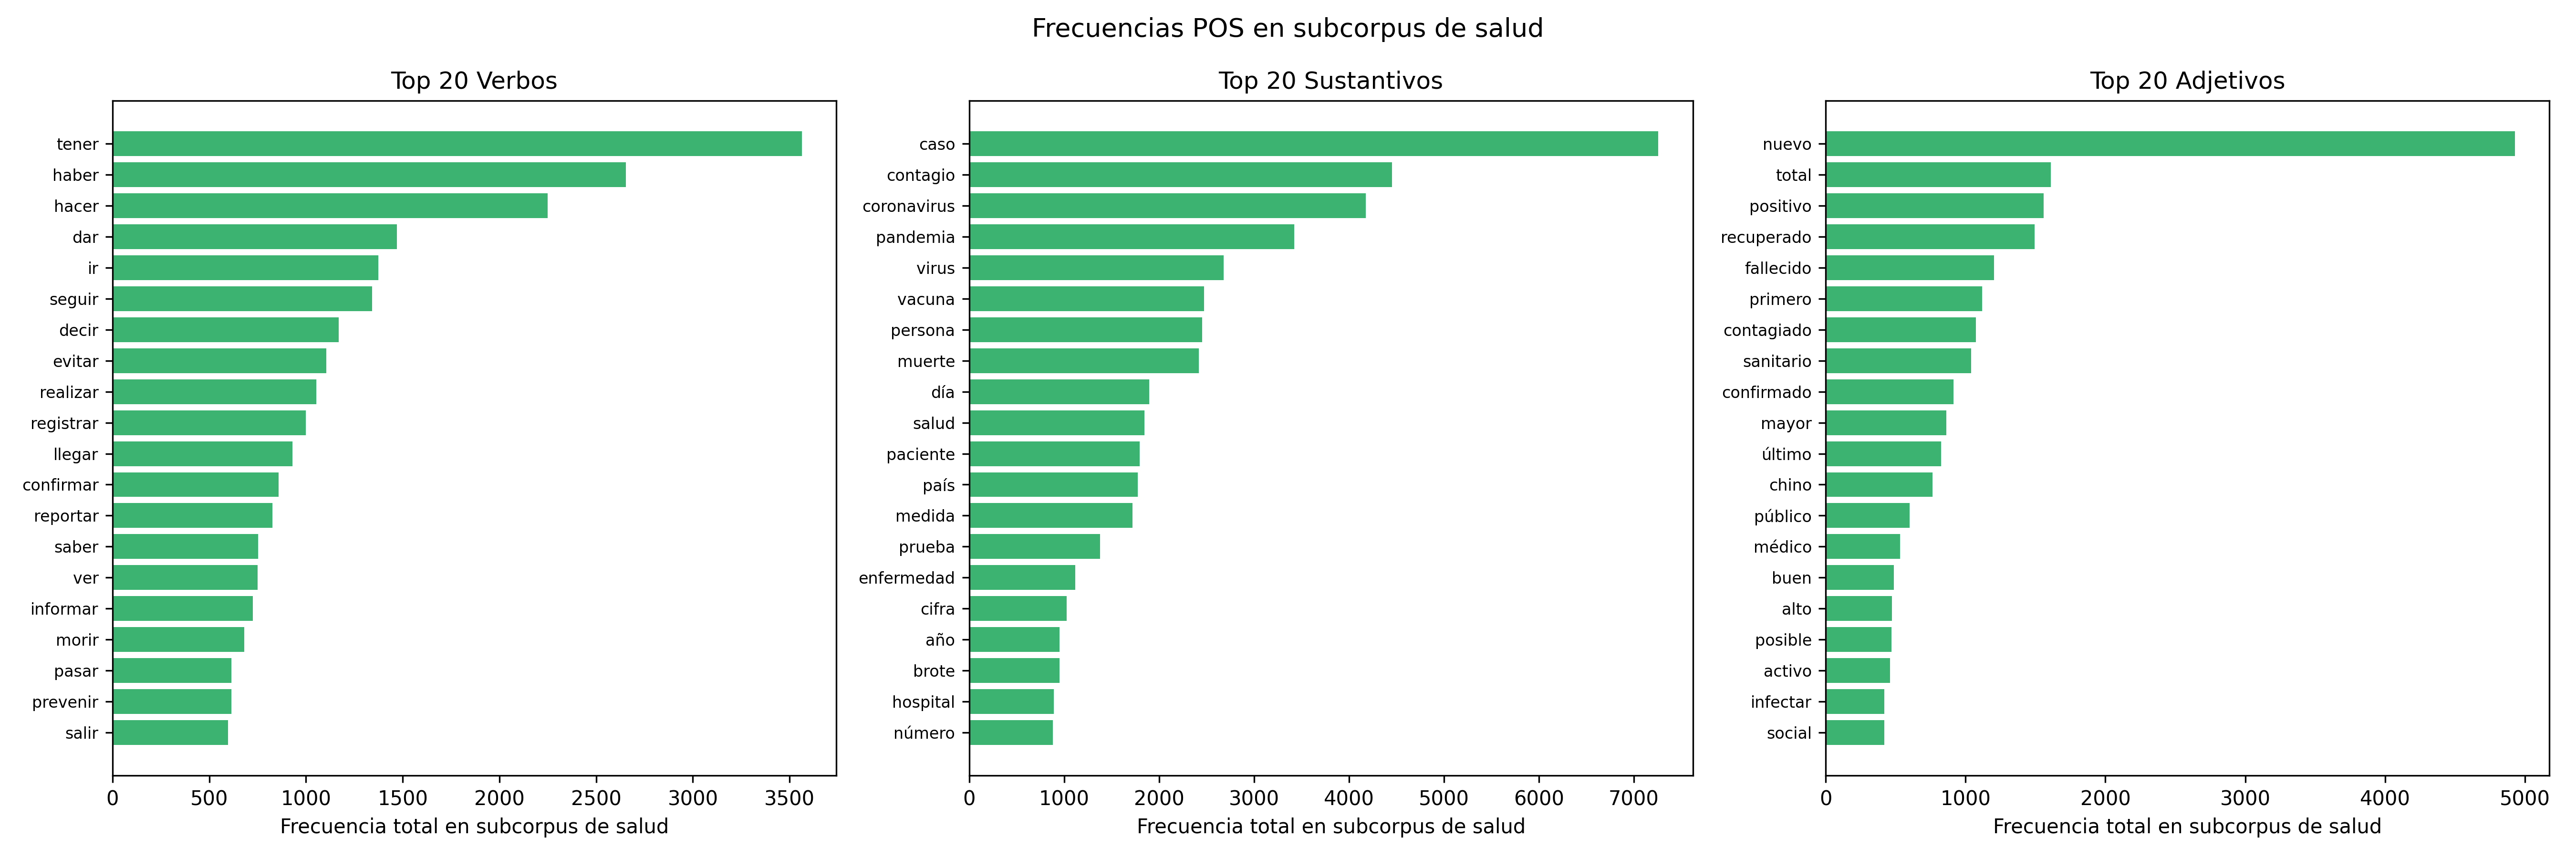 Frecuencias POS en subcorpus de salud
Top 20 Verbos
tener
haber
hacer
dar
ir
seguir
decir
evitar
realizar
registrar
llegar
confirmar
reportar
saber
ver
informar
morir
pasar
prevenir
salir
0 500 1000 1500 2000 2500 3000 3500
Frecuencia total en subcorpus de salud
Top 20 Sustantivos
caso
contagio
coronavirus
pandemia
virus
vacuna
persona
muerte
día
salud
paciente
país
medida
prueba
enfermedad
cifra
año
brote
hospital
número
0 1000 2000 3000 4000 5000 6000 7000
Frecuencia total en subcorpus de salud
Top 20 Adjetivos
nuevo
total
positivo
recuperado
fallecido
primero
contagiado
sanitario
confirmado
mayor
último
chino
público
médico
buen
alto
posible
activo
infectar
social
0 1000 2000 3000 4000 5000
Frecuencia total en subcorpus de salud